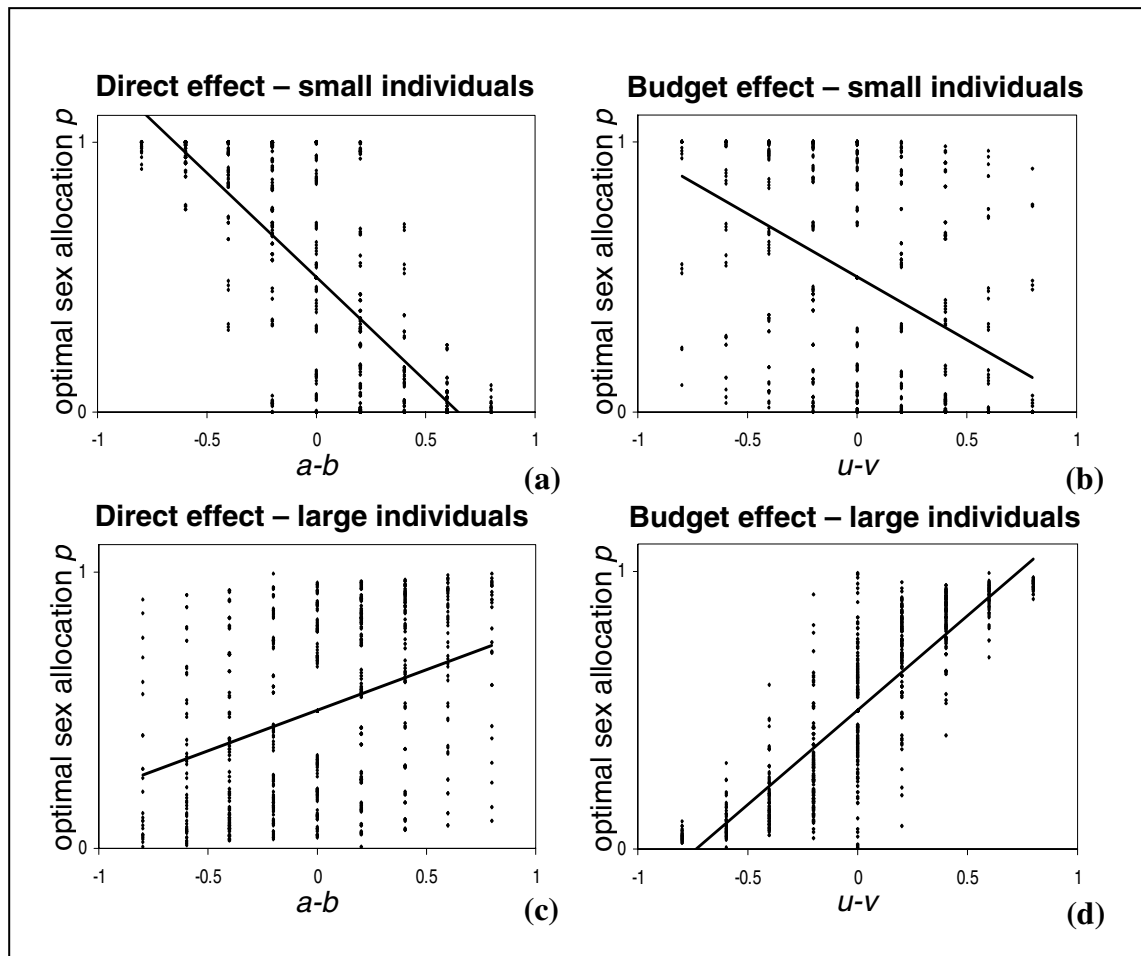 Direct effect – small individuals
optimal sex allocation p
1
0
-1 -0.5 0 0.5 1
a-b
(a)
Budget effect – small individuals
optimal sex allocation p
1
0
-1 -0.5 0 0.5 1
u-v
(b)
Direct effect – large individuals
optimal sex allocation p
1
0
-1 -0.5 0 0.5 1
a-b
(c)
Budget effect – large individuals
optimal sex allocation p
1
0
-1 -0.5 0 0.5 1
u-v
(d)